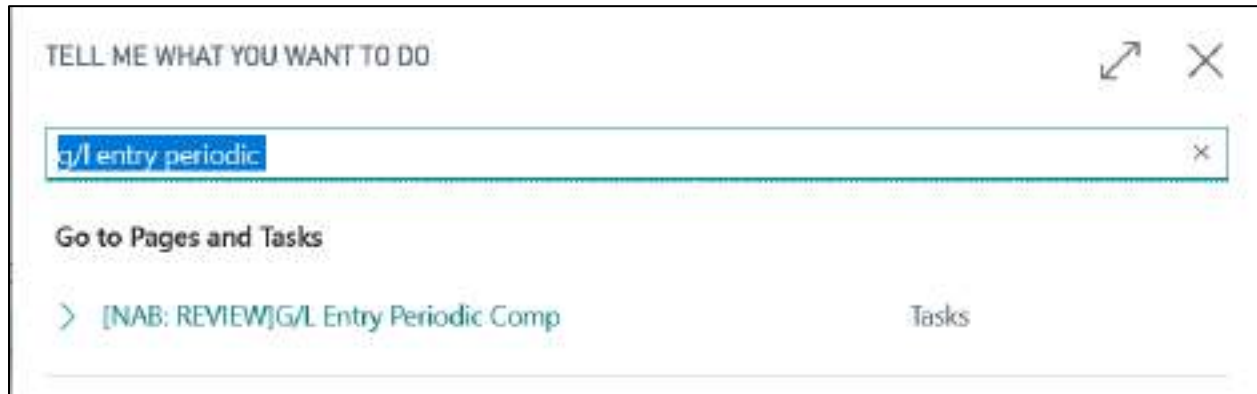 TELL ME WHAT YOU WANT TO DO
g/l entry periodic
Go to Pages and Tasks
[NAB: REVIEW]G/L Entry Periodic Comp Tasks